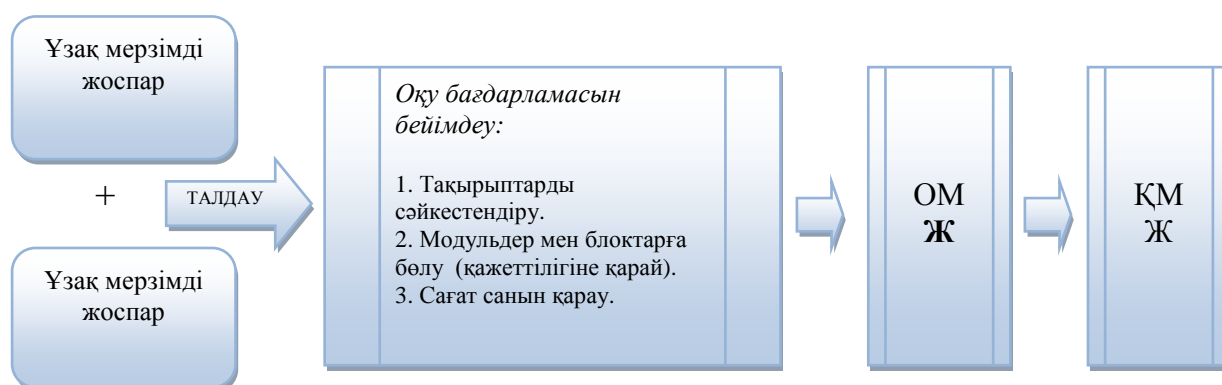 Ұзақ мерзімді
жоспар
+
Ұзақ мерзімді
жоспар
ТАЛДАУ
Оқу бағдарламасын
бейімдеу:
1. Тақырыптарды
сәйкестендіру.
2. Модульдер мен блоктарға
бөлу (қажеттілігіне қарай).
3. Сағат санын қарау.
ОМ
Ж
ҚМ
Ж